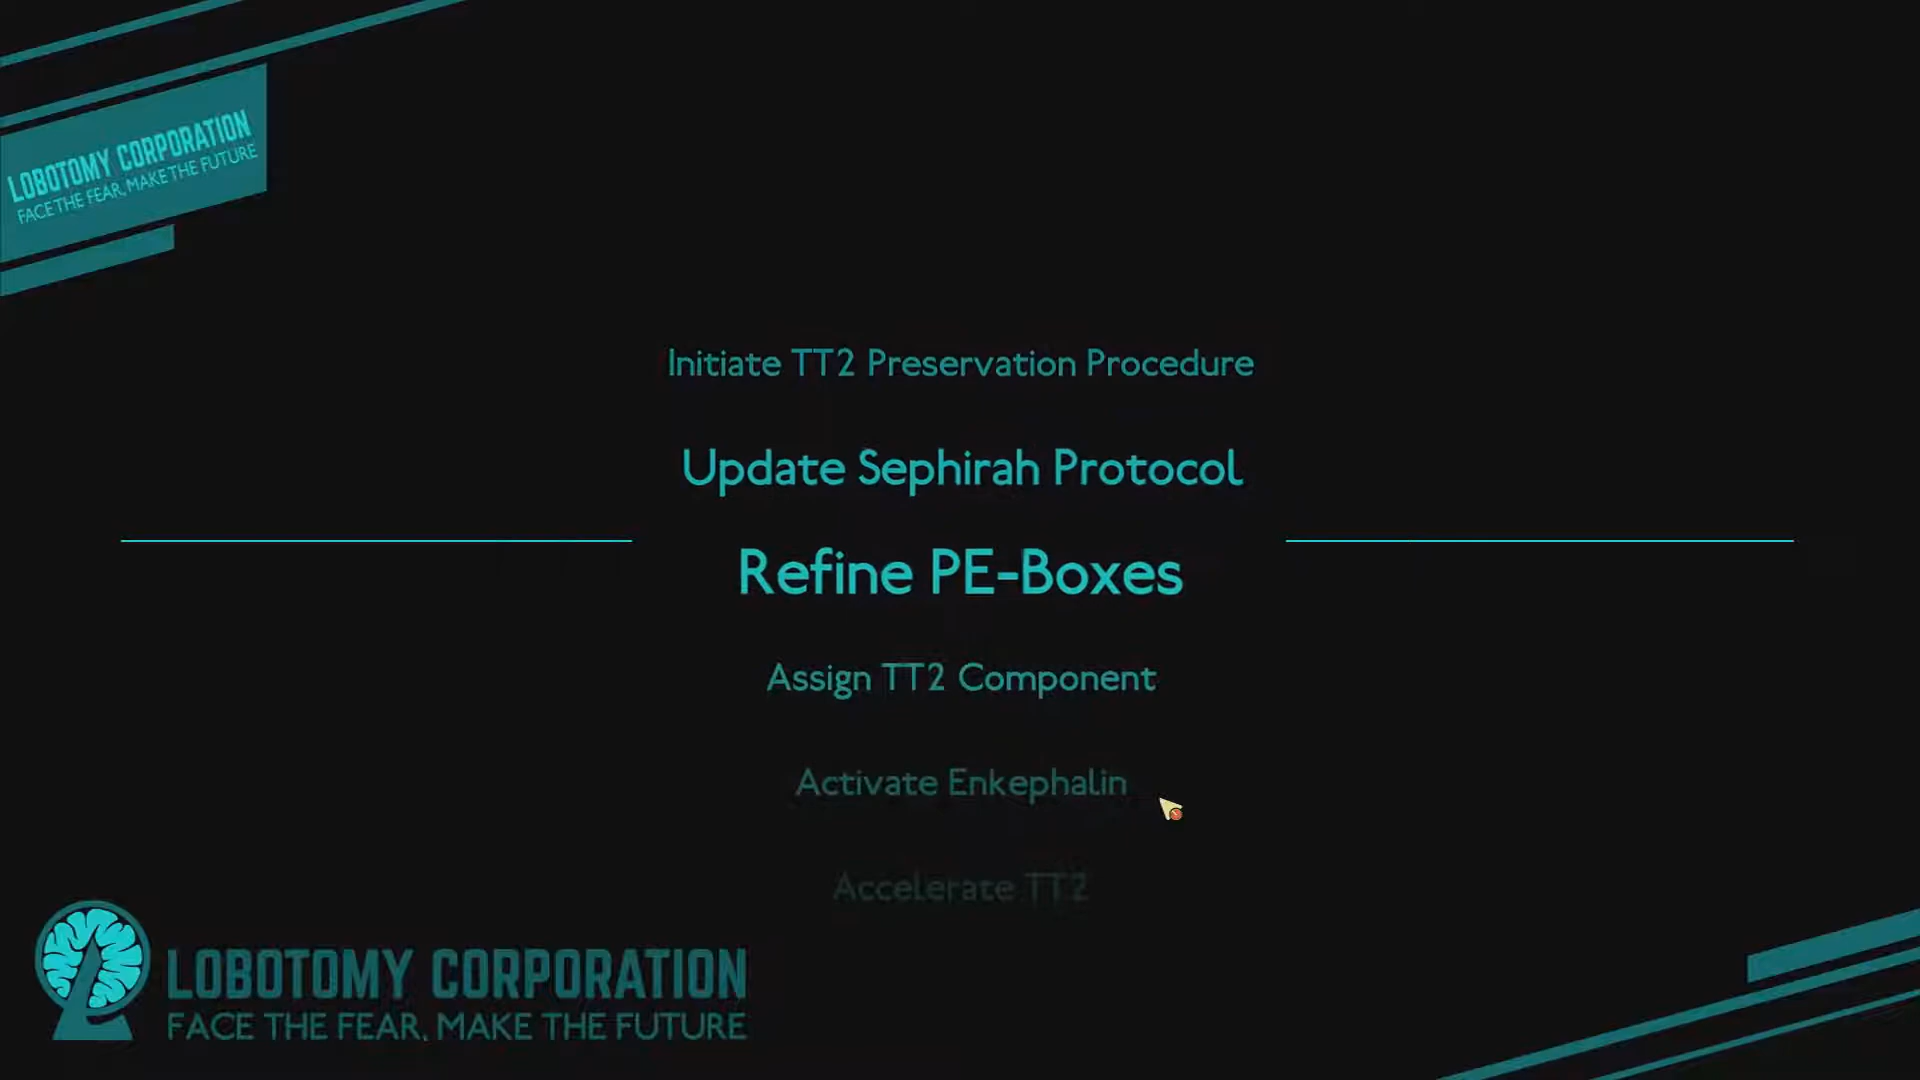 LOBOTOMY CORPORATION
FACE THE FEAR, MAKE THE FUTURE
Initiate TT2 Preservation Procedure
Update Sephirah Protocol
Refine PE-Boxes
Assign TT2 Component
Activate Enkephalin
Accelerate TT2
LOBOTOMY CORPORATION
FACE THE FEAR, MAKE THE FUTURE